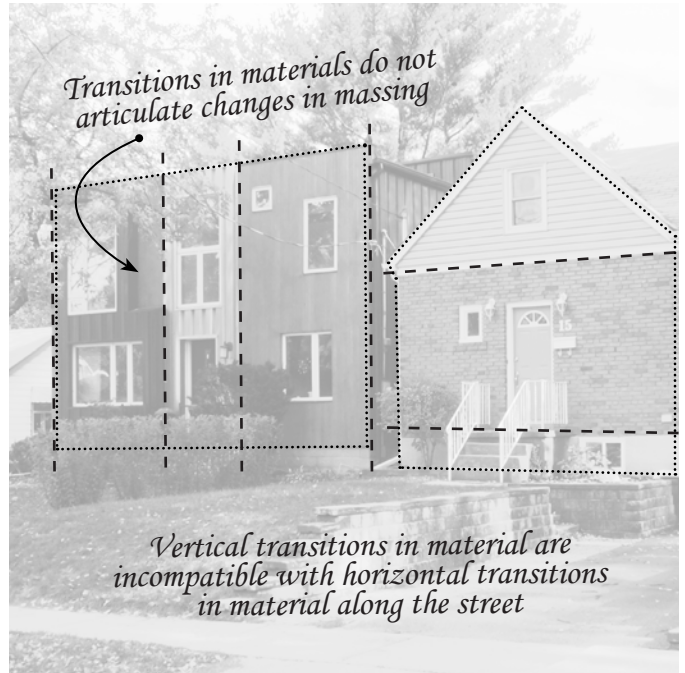 Transitions in materials do not
articulate changes in massing
15
Vertical transitions in material are
incompatible with horizontal transitions
in material along the street